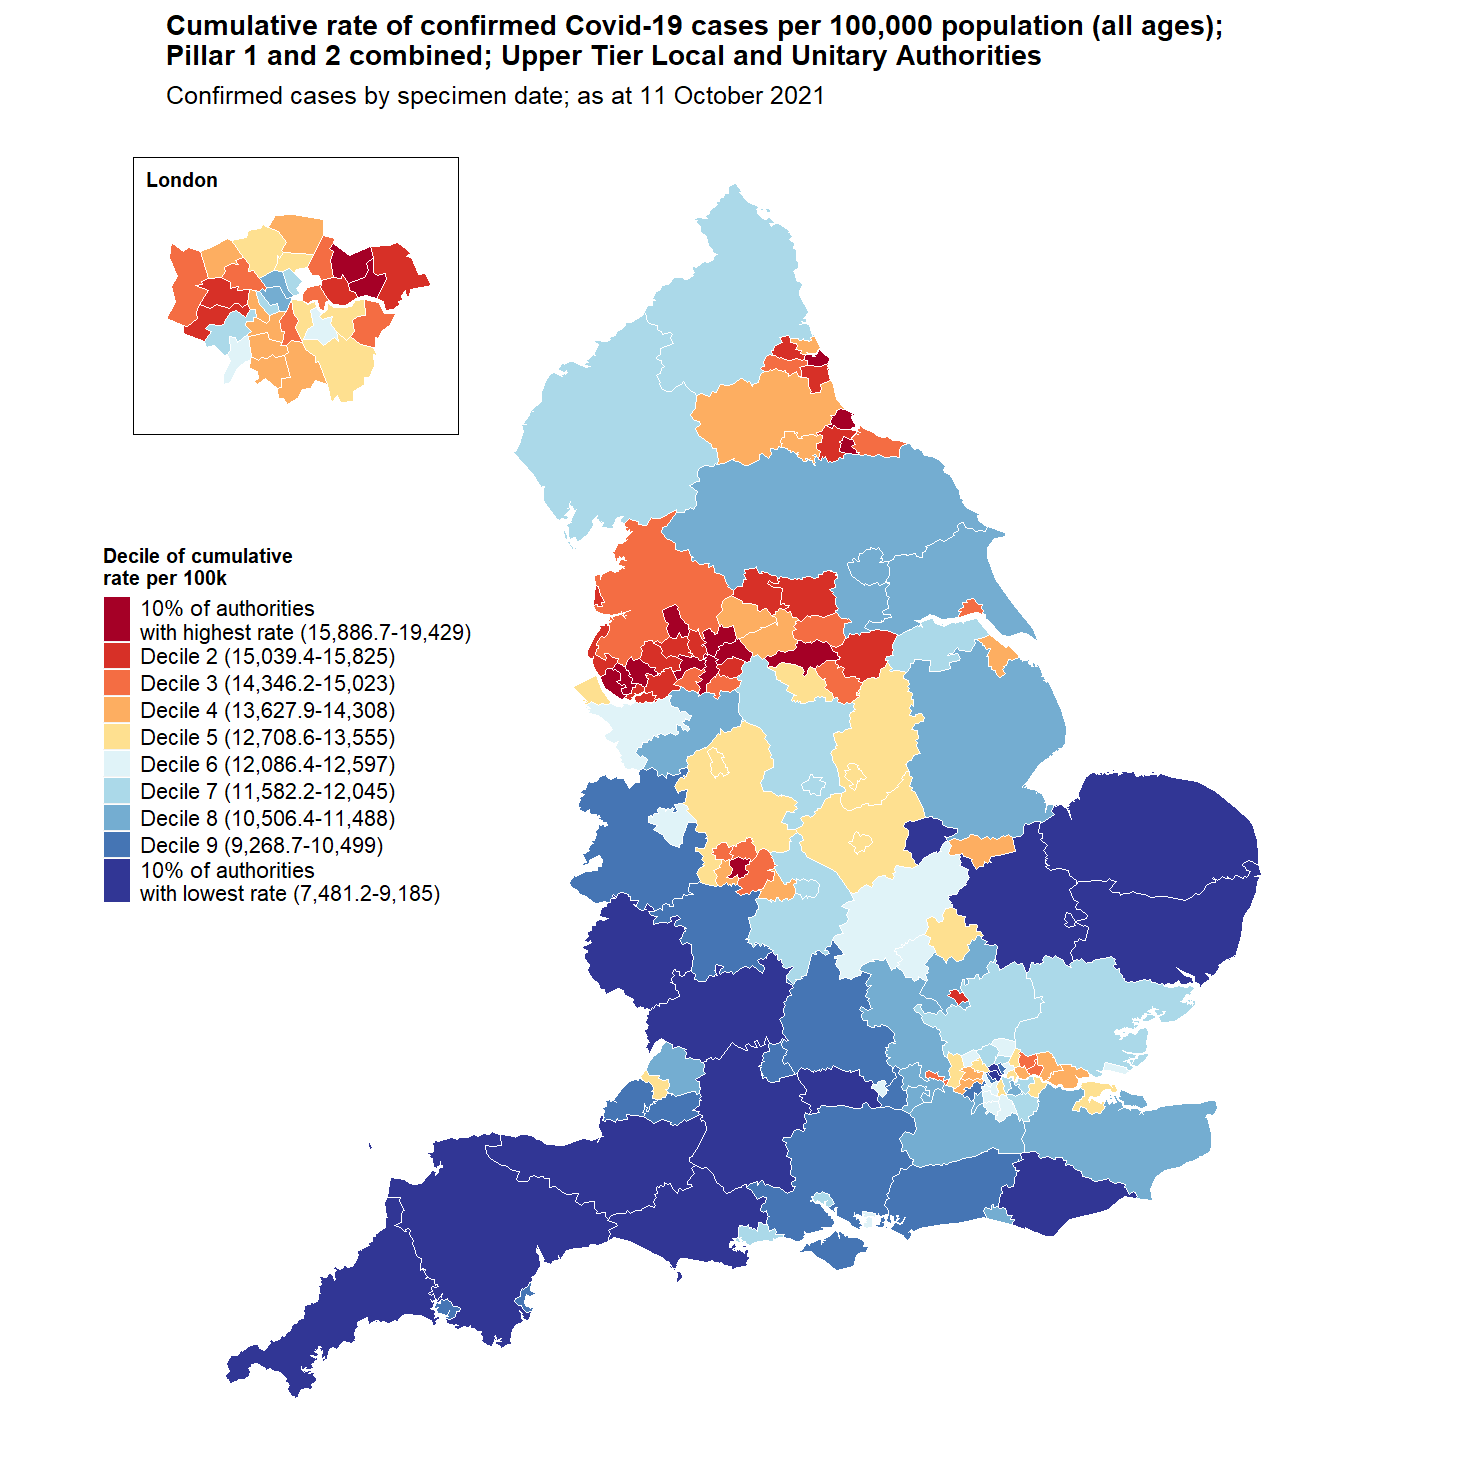 Cumulative rate of confirmed Covid-19 cases per 100,000 population (all ages);
Pillar 1 and 2 combined; Upper Tier Local and Unitary Authorities
Confirmed cases by specimen date; as at 11 October 2021
London
Decile of cumulative
rate per 100k
10% of authorities
with highest rate (15,886.7-19,429)
Decile 2 (15,039.4-15,825)
Decile 3 (14,346.2-15,023)
Decile 4 (13,627.9-14,308)
Decile 5 (12,708.6-13,555)
Decile 6 (12,086.4-12,597)
Decile 7 (11,582.2-12,045)
Decile 8 (10,506.4-11,488)
Decile 9 (9,268.7-10,499)
10% of authorities
with lowest rate (7,481.2-9,185)